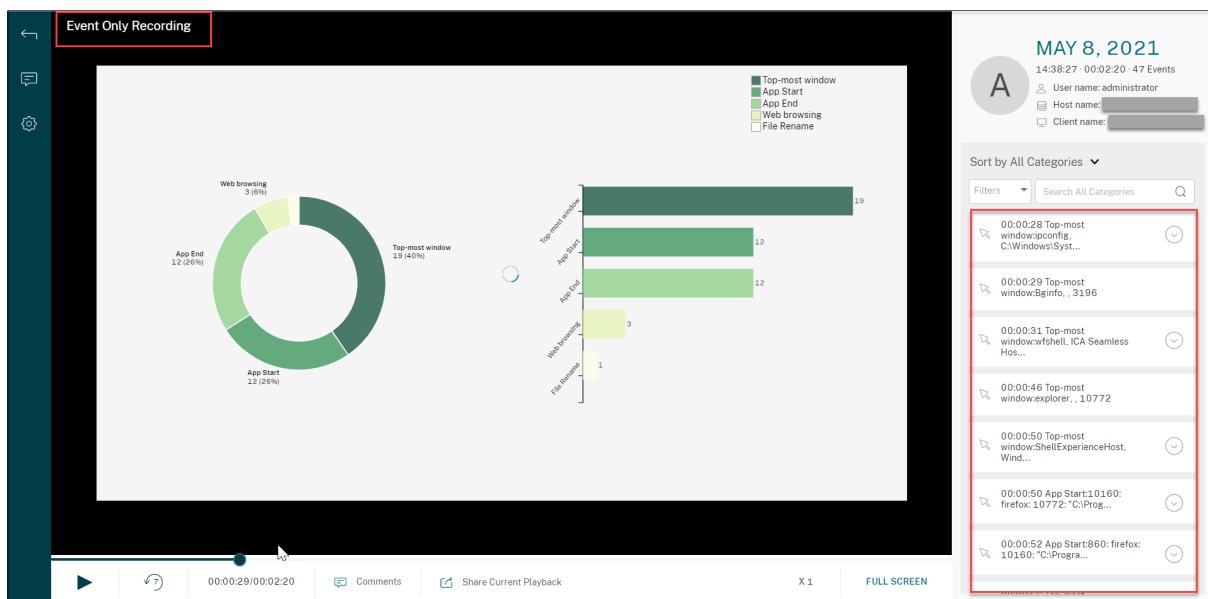 Event Only Recording
Top-most window
App Start
App End
Web browsing
File Rename
Web browsing
3 (6%)
App End
12 (26%)
Top-most window
19 (40%)
App Start
12 (26%)
Top-most window
19
App Start
12
App End
12
Web browsing
3
File Rename
1
7
00:00:29/00:02:20
Comments
Share Current Playback
X 1
FULL SCREEN
A
MAY 8, 2021
14:38:27 · 00:02:20 · 47 Events
User name: administrator
Host name:
Client name:
Sort by All Categories
Filters
Search All Categories
00:00:28 Top-most
window:ipconfig,
C:\Windows\Syst...
00:00:29 Top-most
window:Bginfo, , 3196
00:00:31 Top-most
window:wfshell, ICA Seamless
Hos...
00:00:46 Top-most
window:explorer, , 10772
00:00:50 Top-most
window:ShellExperienceHost,
Wind...
00:00:50 App Start:10160:
firefox: 10772: "C:\Prog...
00:00:52 App Start:860: firefox:
10160: "C:\Progra...